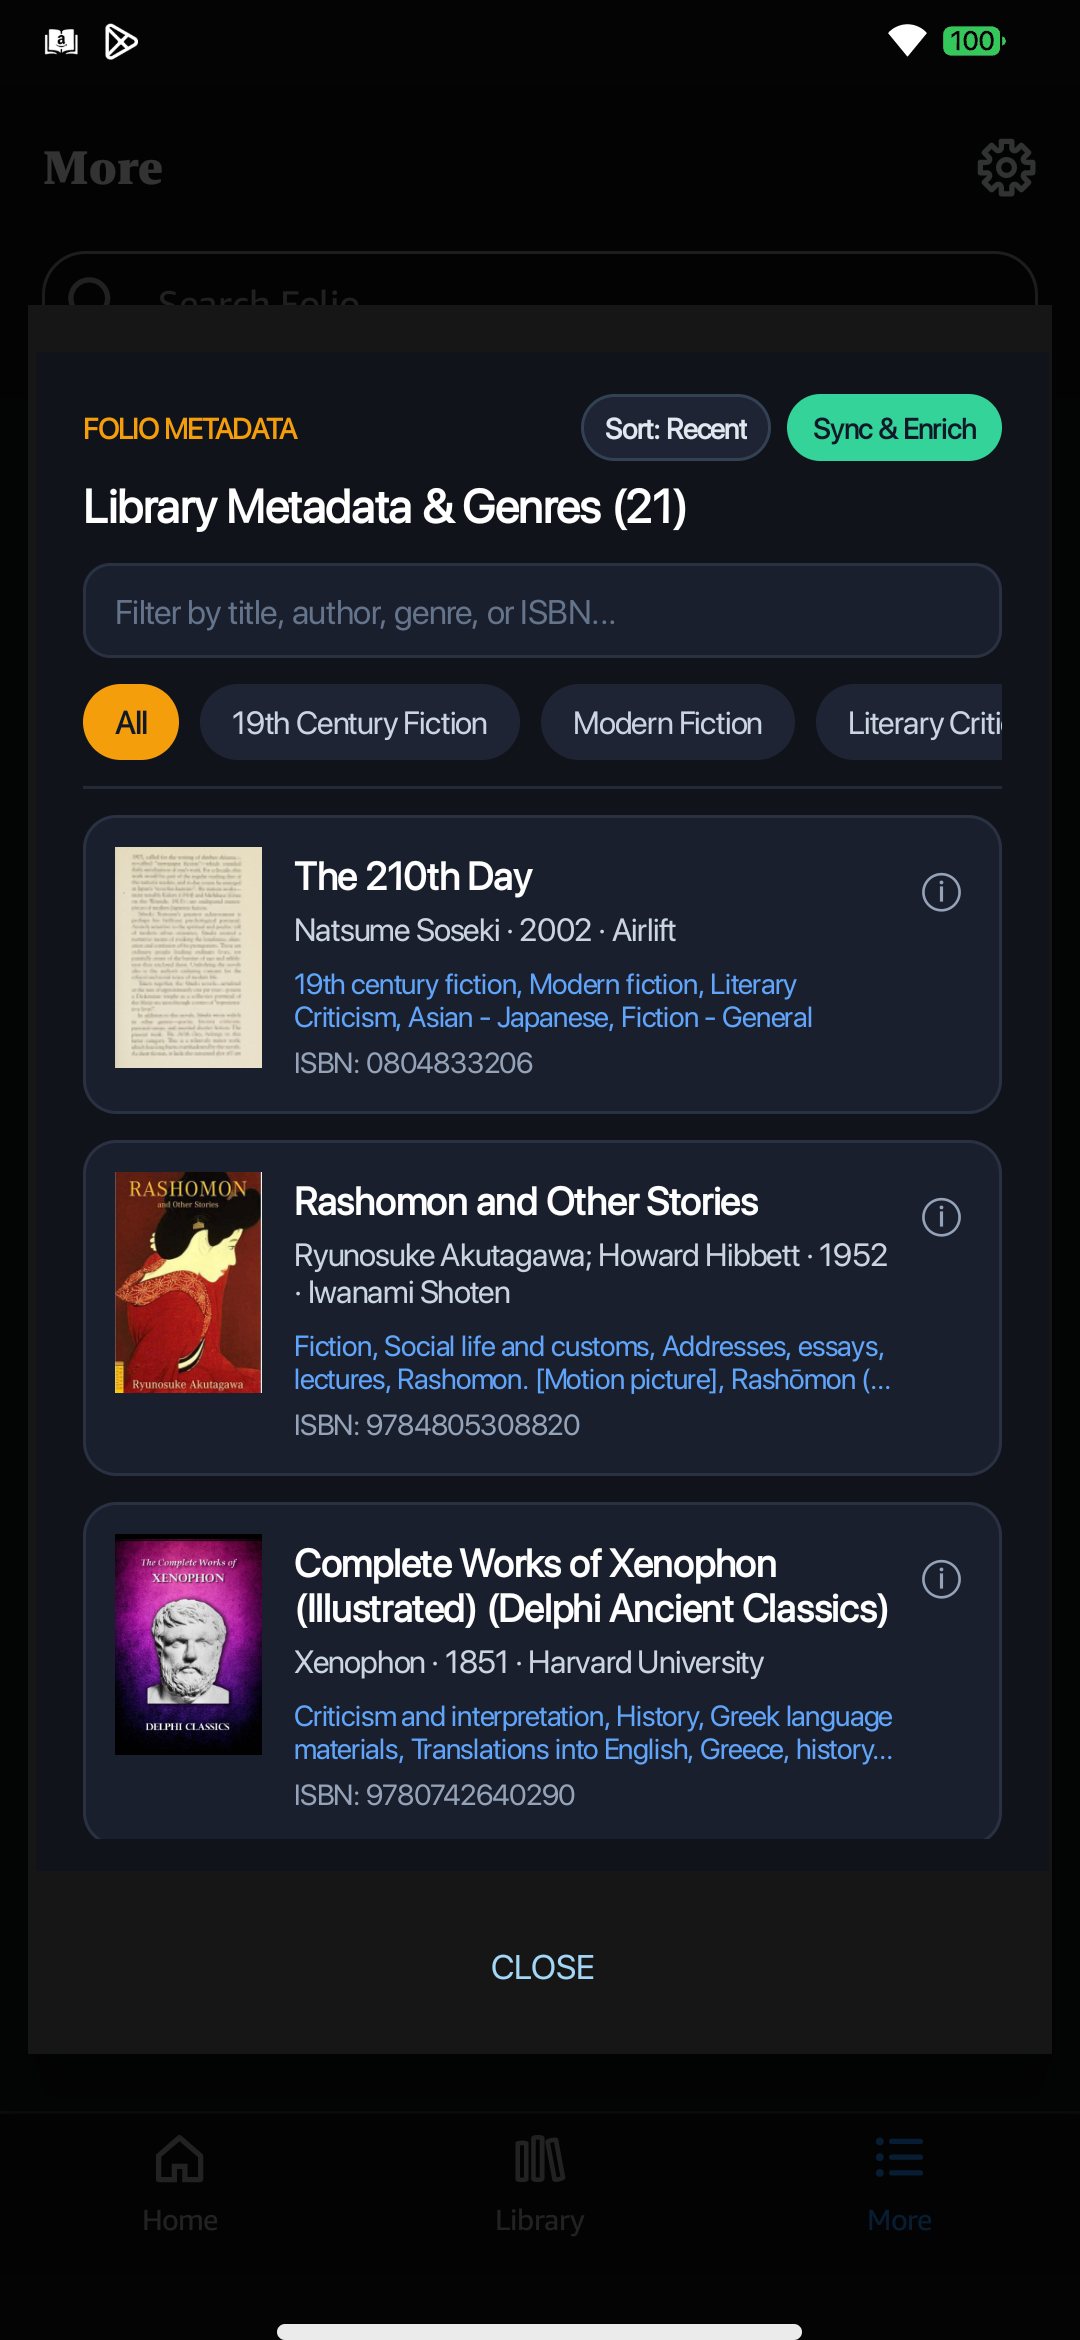 100
More
Search Folio
FOLIO METADATA
Sort: Recent
Sync & Enrich
Library Metadata & Genres (21)
Filter by title, author, genre, or ISBN...
All
19th Century Fiction
Modern Fiction
Literary Criti
The 210th Day
Natsume Soseki · 2002 · Airlift
19th century fiction, Modern fiction, Literary
Criticism, Asian - Japanese, Fiction - General
ISBN: 0804833206
RASHOMON
and Other Stories
Ryunosuke Akutagawa
Rashomon and Other Stories
Ryunosuke Akutagawa; Howard Hibbett · 1952
· Iwanami Shoten
Fiction, Social life and customs, Addresses, essays,
lectures, Rashomon. [Motion picture], Rashōmon (...
ISBN: 9784805308820
The Complete Works of
XENOPHON
DELPHI CLASSICS
Complete Works of Xenophon
(Illustrated) (Delphi Ancient Classics)
Xenophon · 1851 · Harvard University
Criticism and interpretation, History, Greek language
materials, Translations into English, Greece, history...
ISBN: 9780742640290
CLOSE
Home
Library
More